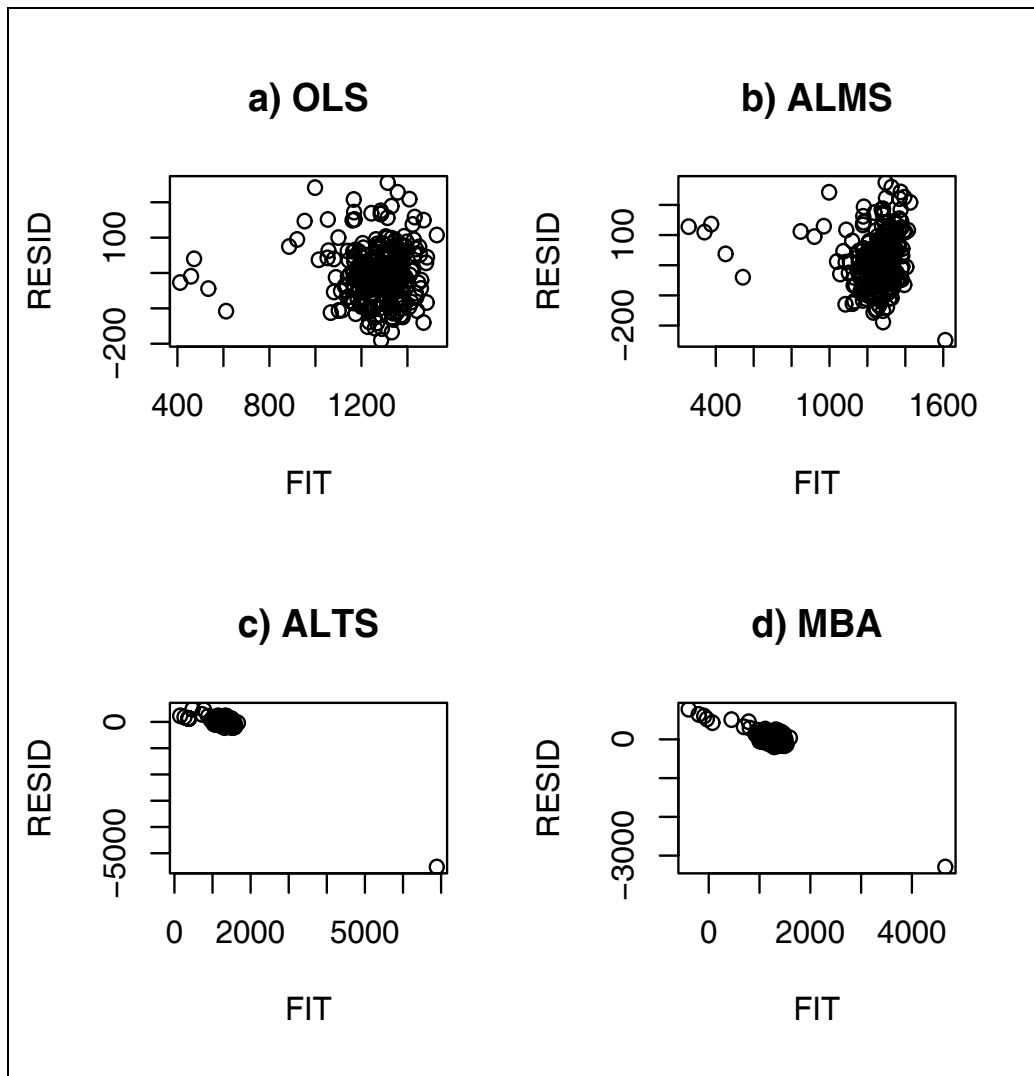 a) OLS
RESID
-200 100
400 800 1200
FIT
b) ALMS
RESID
-200 100
400 1000 1600
FIT
c) ALTS
RESID
-5000 0
0 2000 5000
FIT
d) MBA
RESID
-3000 0
0 2000 4000
FIT